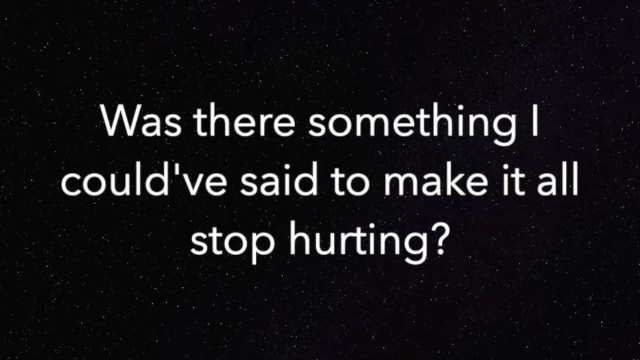 Was there something I
could've said to make it all
stop hurting?